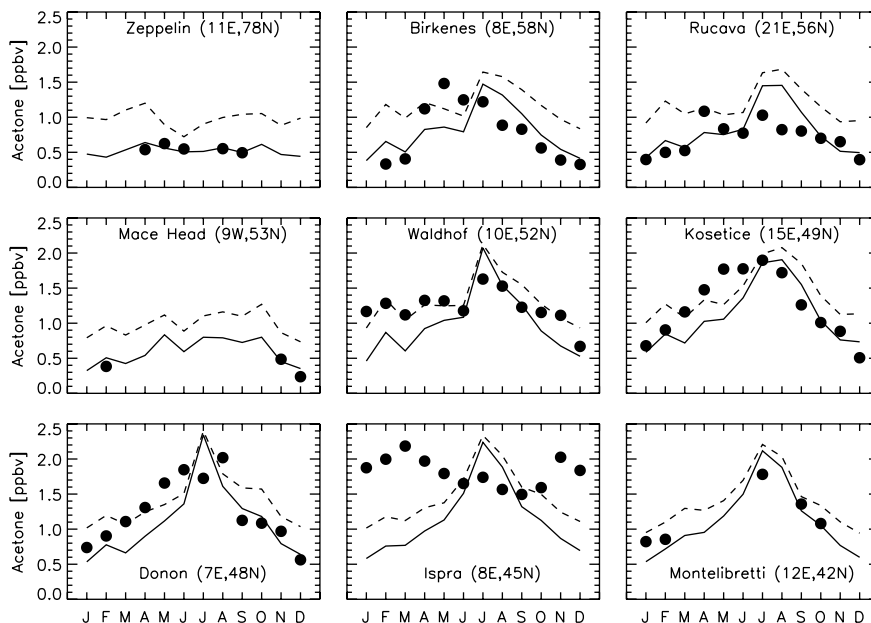 Zeppelin (11E,78N)
Birkenes (8E,58N)
Rucava (21E,56N)
Acetone [ppbv]
2.5
2.0
1.5
1.0
0.5
0.0
Mace Head (9W,53N)
Waldhof (10E,52N)
Kosetice (15E,49N)
Acetone [ppbv]
2.5
2.0
1.5
1.0
0.5
0.0
Donon (7E,48N)
Ispra (8E,45N)
Montelibretti (12E,42N)
Acetone [ppbv]
2.5
2.0
1.5
1.0
0.5
0.0
J F M A M J J A S O N D
J F M A M J J A S O N D
J F M A M J J A S O N D